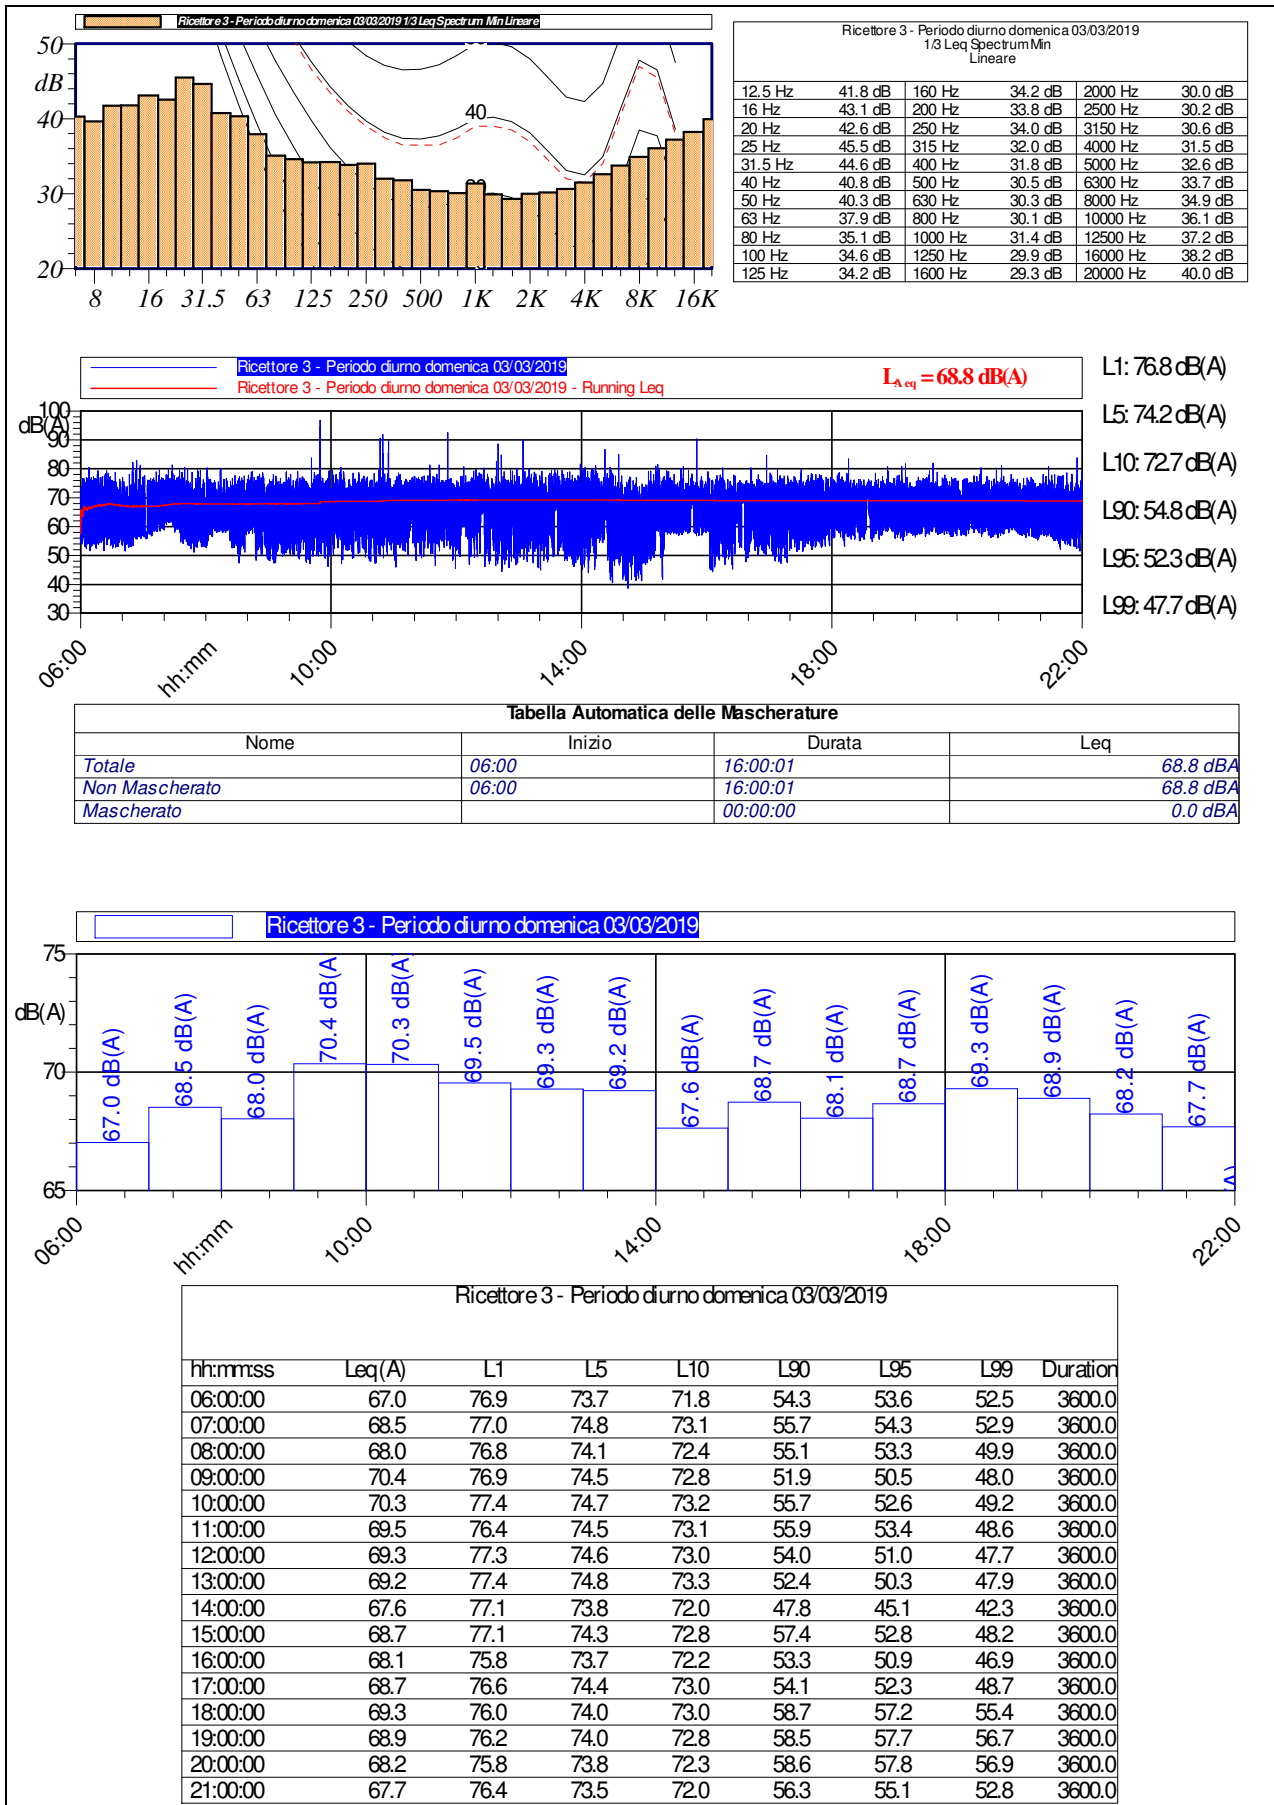 Ricettore 3 - Periodo diurno domenica 03/03/2019 1/3 Leq Spectrum Min Lineare
50
dB
40
30
20
40
8 16 31.5 63 125 250 500 1K 2K 4K 8K 16K
Ricettore 3 - Periodo diurno domenica 03/03/2019
1/3 Leq Spectrum Min
Lineare
12.5 Hz 41.8 dB 160 Hz 34.2 dB 2000 Hz 30.0 dB
16 Hz 43.1 dB 200 Hz 33.8 dB 2500 Hz 30.2 dB
20 Hz 42.6 dB 250 Hz 34.0 dB 3150 Hz 30.6 dB
25 Hz 45.5 dB 315 Hz 32.0 dB 4000 Hz 31.5 dB
31.5 Hz 44.6 dB 400 Hz 31.8 dB 5000 Hz 32.6 dB
40 Hz 40.8 dB 500 Hz 30.5 dB 6300 Hz 33.7 dB
50 Hz 40.3 dB 630 Hz 30.3 dB 8000 Hz 34.9 dB
63 Hz 37.9 dB 800 Hz 30.1 dB 10000 Hz 36.1 dB
80 Hz 35.1 dB 1000 Hz 31.4 dB 12500 Hz 37.2 dB
100 Hz 34.6 dB 1250 Hz 29.9 dB 16000 Hz 38.2 dB
125 Hz 34.2 dB 1600 Hz 29.3 dB 20000 Hz 40.0 dB
Ricettore 3 - Periodo diurno domenica 03/03/2019
Ricettore 3 - Periodo diurno domenica 03/03/2019 - Running Leq
LA eq = 68.8 dB(A)
L1: 76.8 dB(A)
L5: 74.2 dB(A)
L10: 72.7 dB(A)
L90: 54.8 dB(A)
L95: 52.3 dB(A)
L99: 47.7 dB(A)
100
dB(A)
90
80
70
60
50
40
30
06:00 hh:mm 10:00 14:00 18:00 22:00
Tabella Automatica delle Mascherature
Nome Inizio Durata Leq
Totale 06:00 16:00:01 68.8 dBA
Non Mascherato 06:00 16:00:01 68.8 dBA
Mascherato 00:00:00 0.0 dBA
Ricettore 3 - Periodo diurno domenica 03/03/2019
75
dB(A)
70
65
67.0 dB(A) 68.5 dB(A) 68.0 dB(A) 70.4 dB(A 70.3 dB(A) 69.5 dB(A) 69.3 dB(A) 69.2 dB(A) 67.6 dB(A) 68.7 dB(A) 68.1 dB(A) 68.7 dB(A) 69.3 dB(A) 68.9 dB(A) 68.2 dB(A) 67.7 dB(A)
06:00 hh:mm 10:00 14:00 18:00 22:00
Ricettore 3 - Periodo diurno domenica 03/03/2019
hh:mm:ss Leq(A) L1 L5 L10 L90 L95 L99 Duration
06:00:00 67.0 76.9 73.7 71.8 54.3 53.6 52.5 3600.0
07:00:00 68.5 77.0 74.8 73.1 55.7 54.3 52.9 3600.0
08:00:00 68.0 76.8 74.1 72.4 55.1 53.3 49.9 3600.0
09:00:00 70.4 76.9 74.5 72.8 51.9 50.5 48.0 3600.0
10:00:00 70.3 77.4 74.7 73.2 55.7 52.6 49.2 3600.0
11:00:00 69.5 76.4 74.5 73.1 55.9 53.4 48.6 3600.0
12:00:00 69.3 77.3 74.6 73.0 54.0 51.0 47.7 3600.0
13:00:00 69.2 77.4 74.8 73.3 52.4 50.3 47.9 3600.0
14:00:00 67.6 77.1 73.8 72.0 47.8 45.1 42.3 3600.0
15:00:00 68.7 77.1 74.3 72.8 57.4 52.8 48.2 3600.0
16:00:00 68.1 75.8 73.7 72.2 53.3 50.9 46.9 3600.0
17:00:00 68.7 76.6 74.4 73.0 54.1 52.3 48.7 3600.0
18:00:00 69.3 76.0 74.0 73.0 58.7 57.2 55.4 3600.0
19:00:00 68.9 76.2 74.0 72.8 58.5 57.7 56.7 3600.0
20:00:00 68.2 75.8 73.8 72.3 58.6 57.8 56.9 3600.0
21:00:00 67.7 76.4 73.5 72.0 56.3 55.1 52.8 3600.0